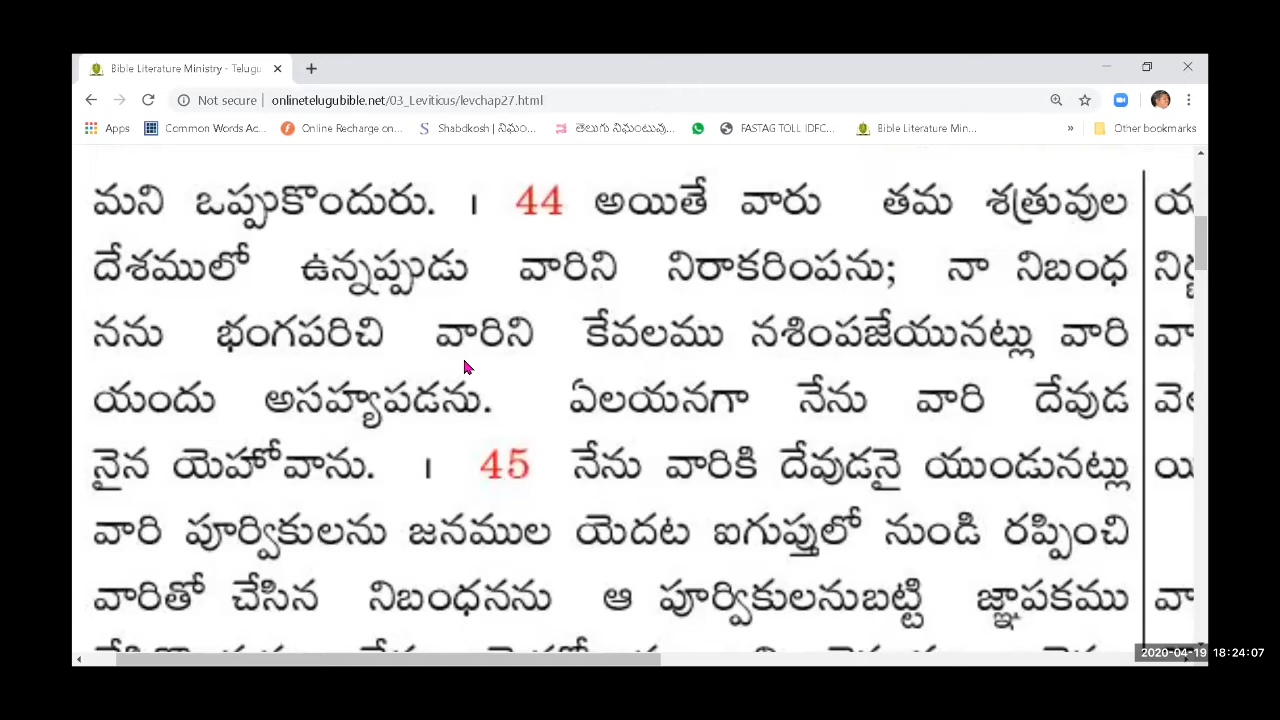 Bible Literature Ministry - Telugu
Not secure | onlinetelugubible.net/03_Leviticus/levchap27.html
Apps Common Words Ac... Online Recharge on... Shabdkosh | నిఘం... తెలుగు నిఘంటువు... FASTAG TOLL IDFC... Bible Literature Min... » Other bookmarks
మని ఒప్పుకొందురు. । 44 అయితే వారు తమ శత్రువుల
దేశములో ఉన్నప్పుడు వారిని నిరాకరింపను; నా నిబంధ
నను భంగపరిచి వారిని కేవలము నశింపజేయునట్లు వారి
యందు అసహ్యపడను. ఏలయనగా నేను వారి దేవుడ
నైన యెహోవాను. । 45 నేను వారికి దేవుడనై యుండునట్లు
వారి పూర్వికులను జనముల యెదట ఐగుప్తులో నుండి రప్పించి
వారితో చేసిన నిబంధనను ఆ పూర్వికులనుబట్టి జ్ఞాపకము
2020-04-19 18:24:07